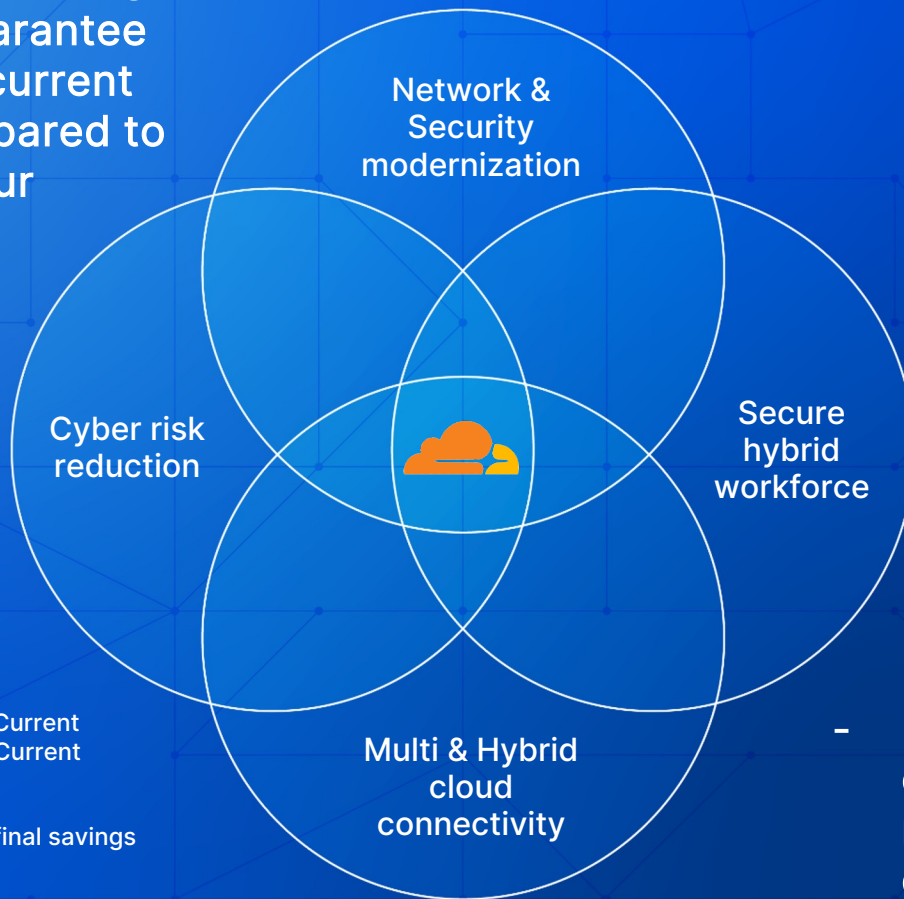 arantee
current
pared to
ur
Network &
Security
modernization
Cyber risk
reduction
Secure
hybrid
workforce
Multi & Hybrid
cloud
connectivity
Current
Current
final savings
-